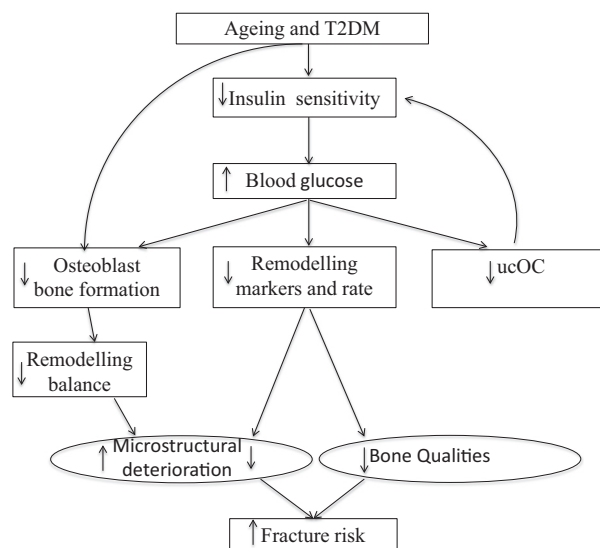 Ageing and T2DM
↓ Insulin sensitivity
↑ Blood glucose
↓ Osteoblast
bone formation
↓ Remodelling
markers and rate
↓ ucOC
↓ Remodelling
balance
↑ Microstructural
deterioration ↓
↓ Bone Qualities
↑ Fracture risk